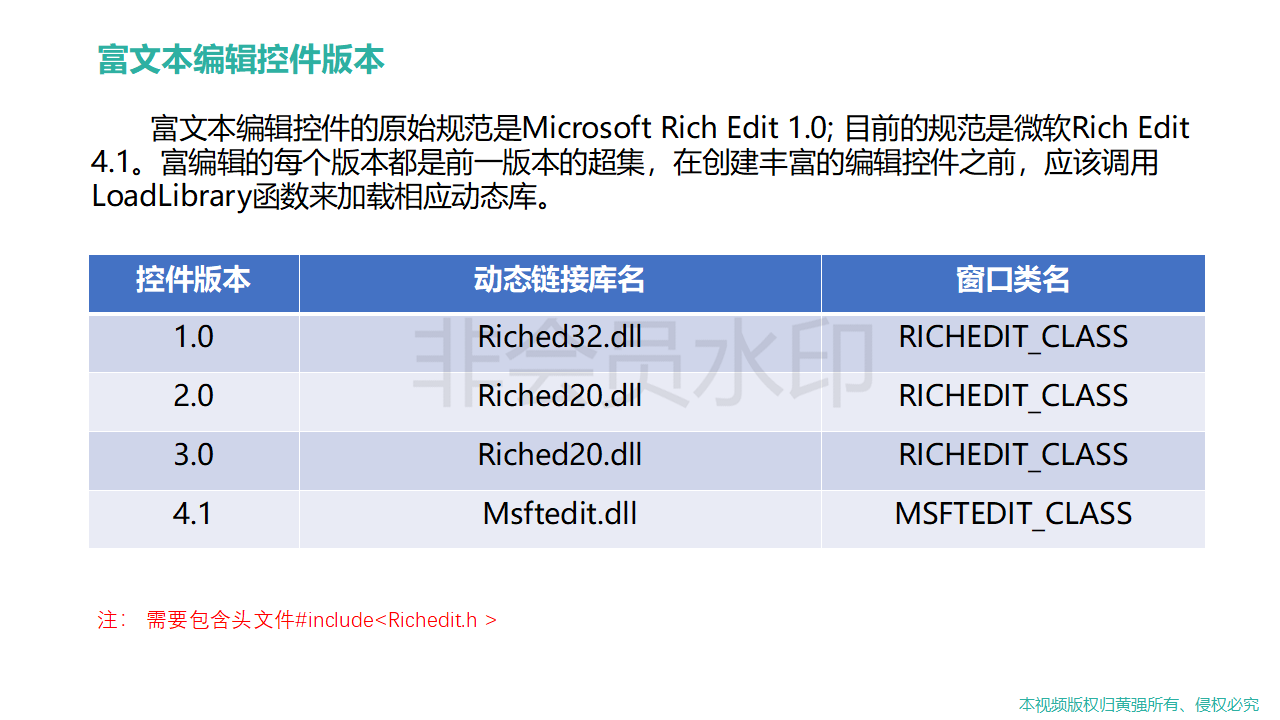 富文本编辑控件版本
富文本编辑控件的原始规范是Microsoft Rich Edit 1.0; 目前的规范是微软Rich Edit
4.1。富编辑的每个版本都是前一版本的超集，在创建丰富的编辑控件之前，应该调用
LoadLibrary函数来加载相应动态库。
控件版本 动态链接库名 窗口类名
1.0 Riched32.dll RICHEDIT_CLASS
2.0 Riched20.dll RICHEDIT_CLASS
3.0 Riched20.dll RICHEDIT_CLASS
4.1 Msftedit.dll MSFTEDIT_CLASS
非会员水印
注： 需要包含头文件#include<Richedit.h >
本视频版权归黄强所有、侵权必究